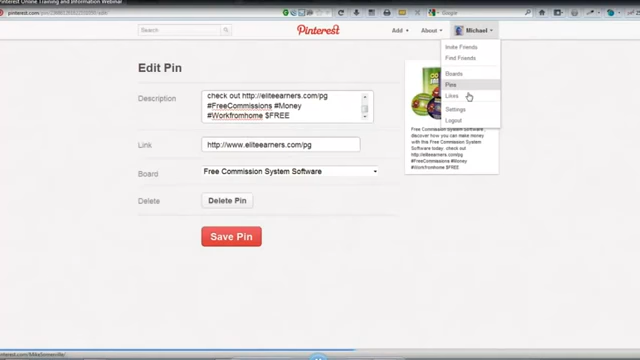 Pinterest Online Training and Information Webinar
Google
Search
Pinterest
Add
About
Michael
Invite Friends
Find Friends
Boards
Pins
Likes
Settings
Logout
Edit Pin
Description
check out http://eliteearners.com/pg
#FreeCommissions #Money
#Workfromhome $FREE
Link
http://www.eliteearners.com/pg
Board
Free Commission System Software
Delete
Delete Pin
Save Pin
Free Commission System Software,
discover how you can make money
with this Free Commission System
Software today. check out
http://eliteearners.com/pg
#FreeCommissions #Money
#Workfromhome $FREE